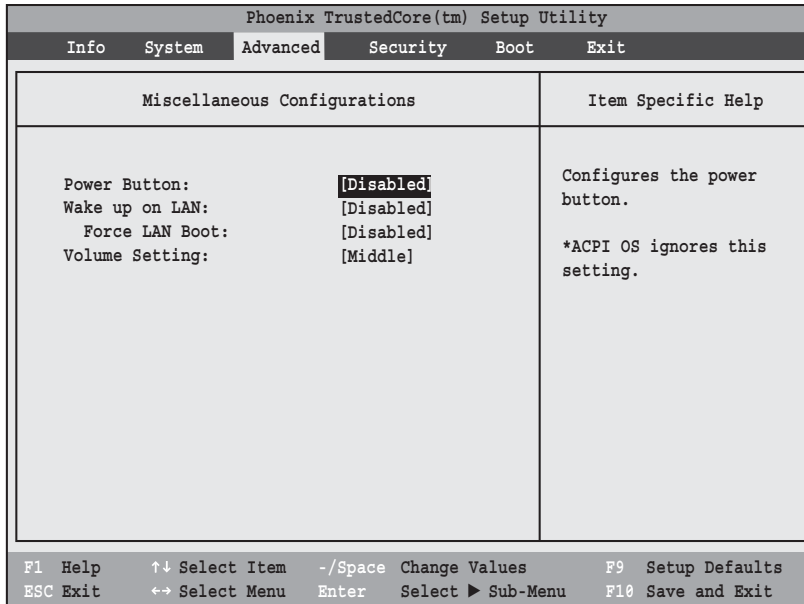 Phoenix TrustedCore(tm) Setup Utility
Info System Advanced Security Boot Exit
Miscellaneous Configurations
Item Specific Help
Power Button: [Disabled]
Wake up on LAN: [Disabled]
Force LAN Boot: [Disabled]
Volume Setting: [Middle]
Configures the power
button.
*ACPI OS ignores this
setting.
F1 Help ↑↓ Select Item -/Space Change Values F9 Setup Defaults
ESC Exit ←→ Select Menu Enter Select ▶ Sub-Menu F10 Save and Exit